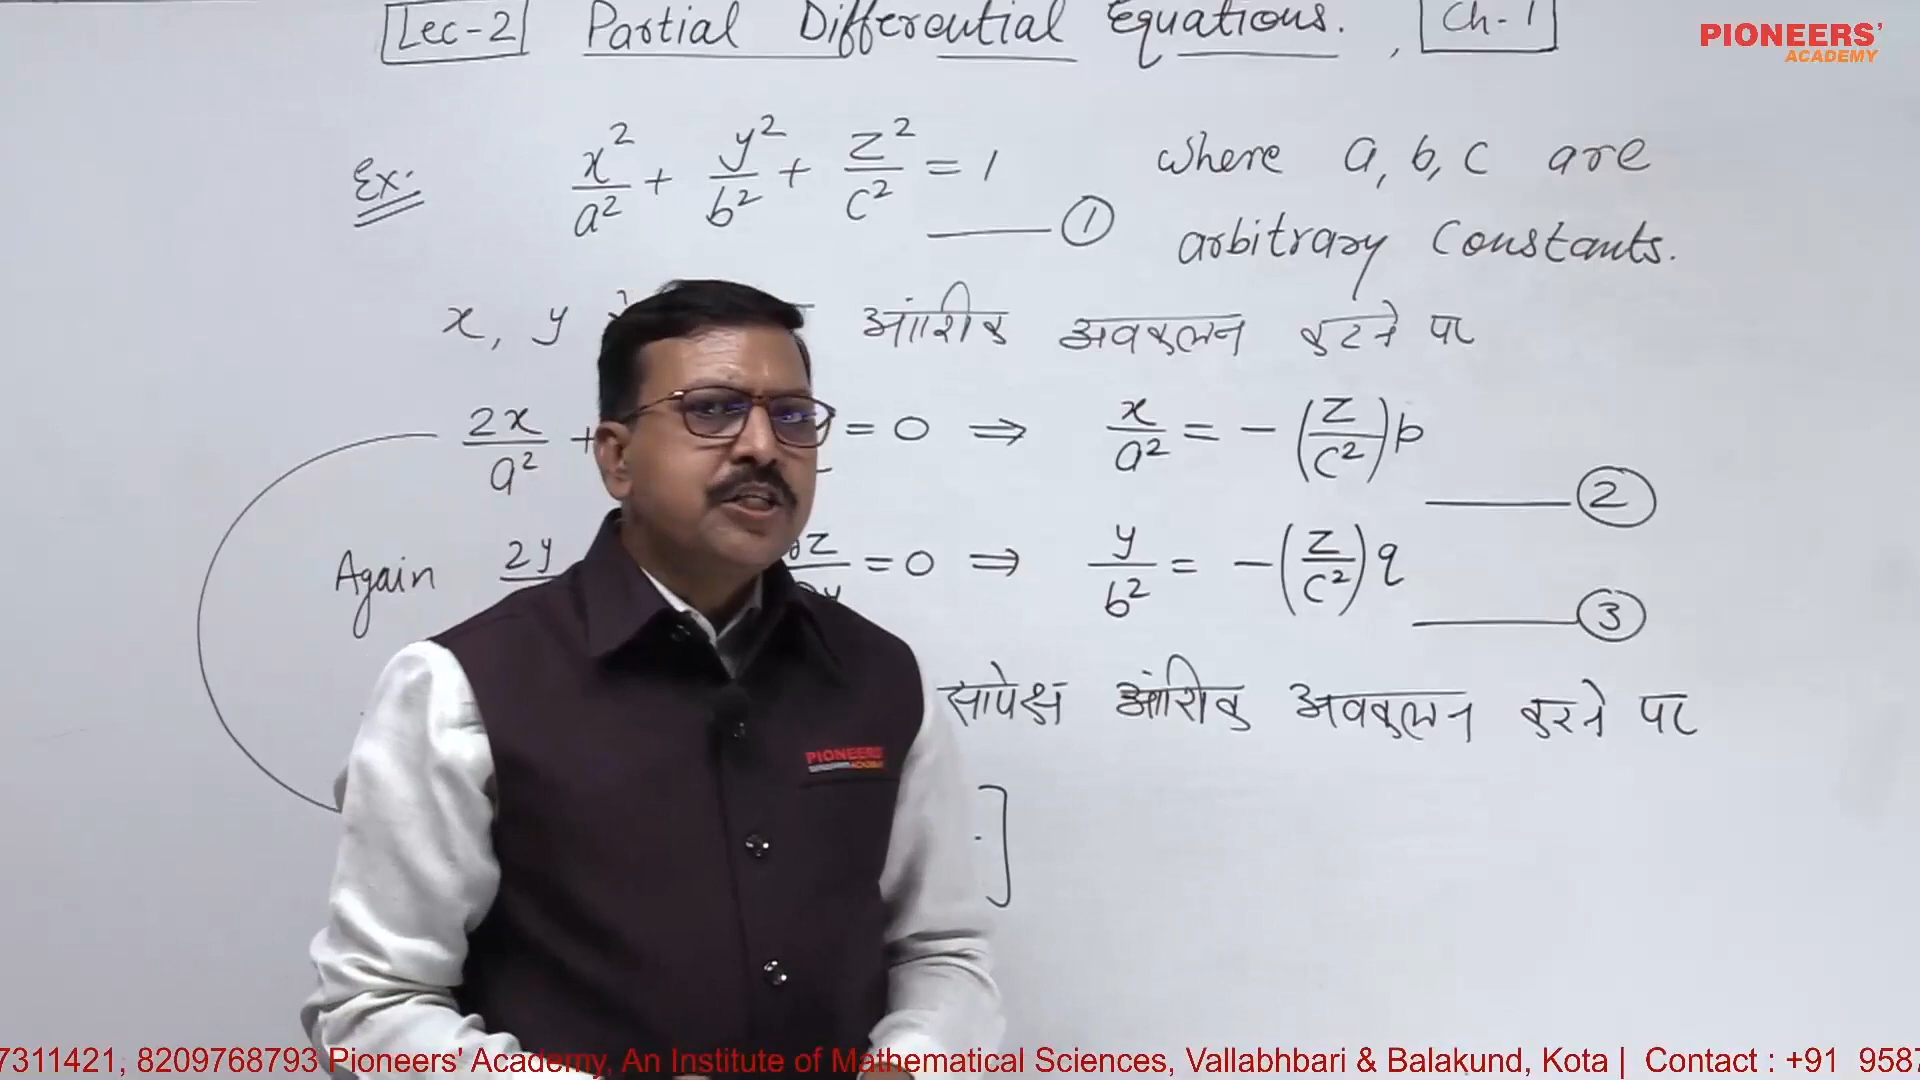 Lec-2 Partial Differential Equations. , Ch-1
PIONEERS'
ACADEMY
Ex:- x²/a² + y²/b² + z²/c² = 1 where a, b, c are
① arbitrary constants.
x, y आंशिक अवकलन करने पर
2x/a² + = 0 ⇒ x/a² = -(z/c²)p
②
Again 2y = 0 ⇒ y/b² = -(z/c²)q
③
सापेक्ष आंशिक अवकलन करने पर
]
PIONEERS'
7311421, 8209768793 Pioneers' Academy, An Institute of Mathematical Sciences, Vallabhbari & Balakund, Kota | Contact : +91 9587